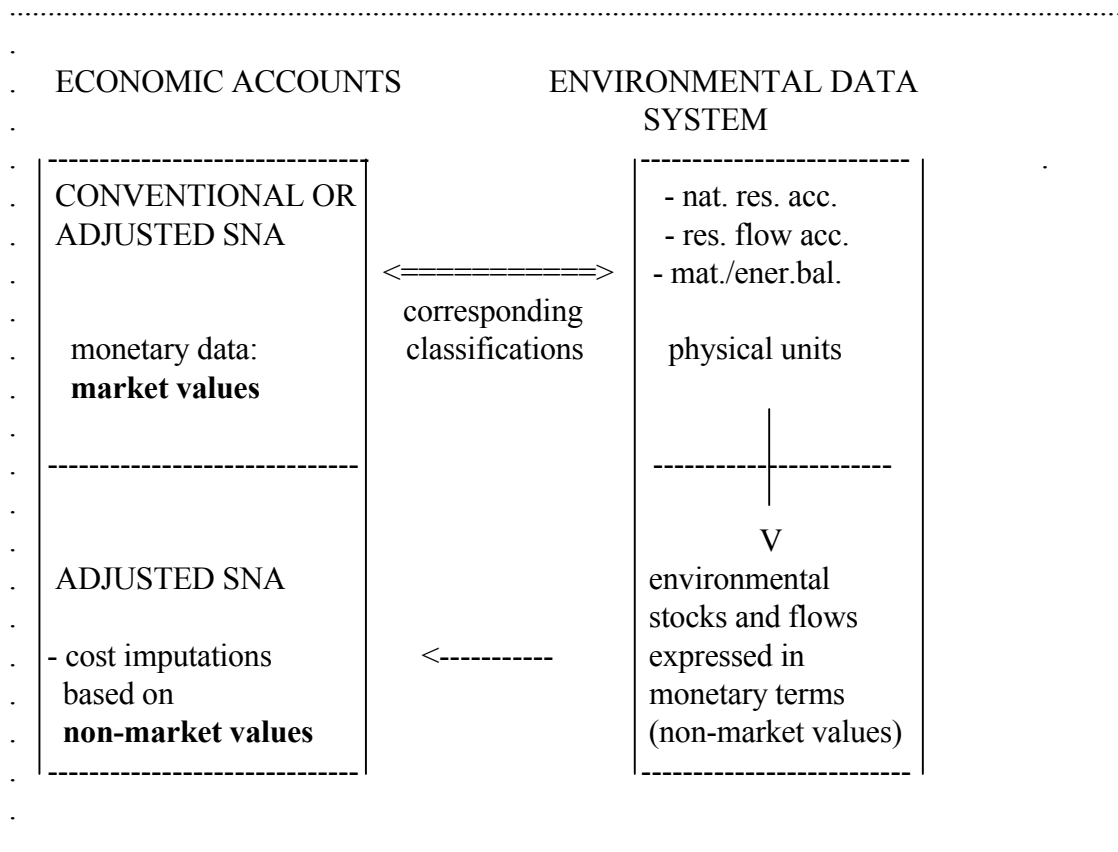 ECONOMIC ACCOUNTS
ENVIRONMENTAL DATA
SYSTEM
CONVENTIONAL OR
ADJUSTED SNA
monetary data:
market values
<===========>
corresponding
classifications
- nat. res. acc.
- res. flow acc.
- mat./ener.bal.
physical units
V
ADJUSTED SNA
- cost imputations
based on
non-market values
<-----------
environmental
stocks and flows
expressed in
monetary terms
(non-market values)